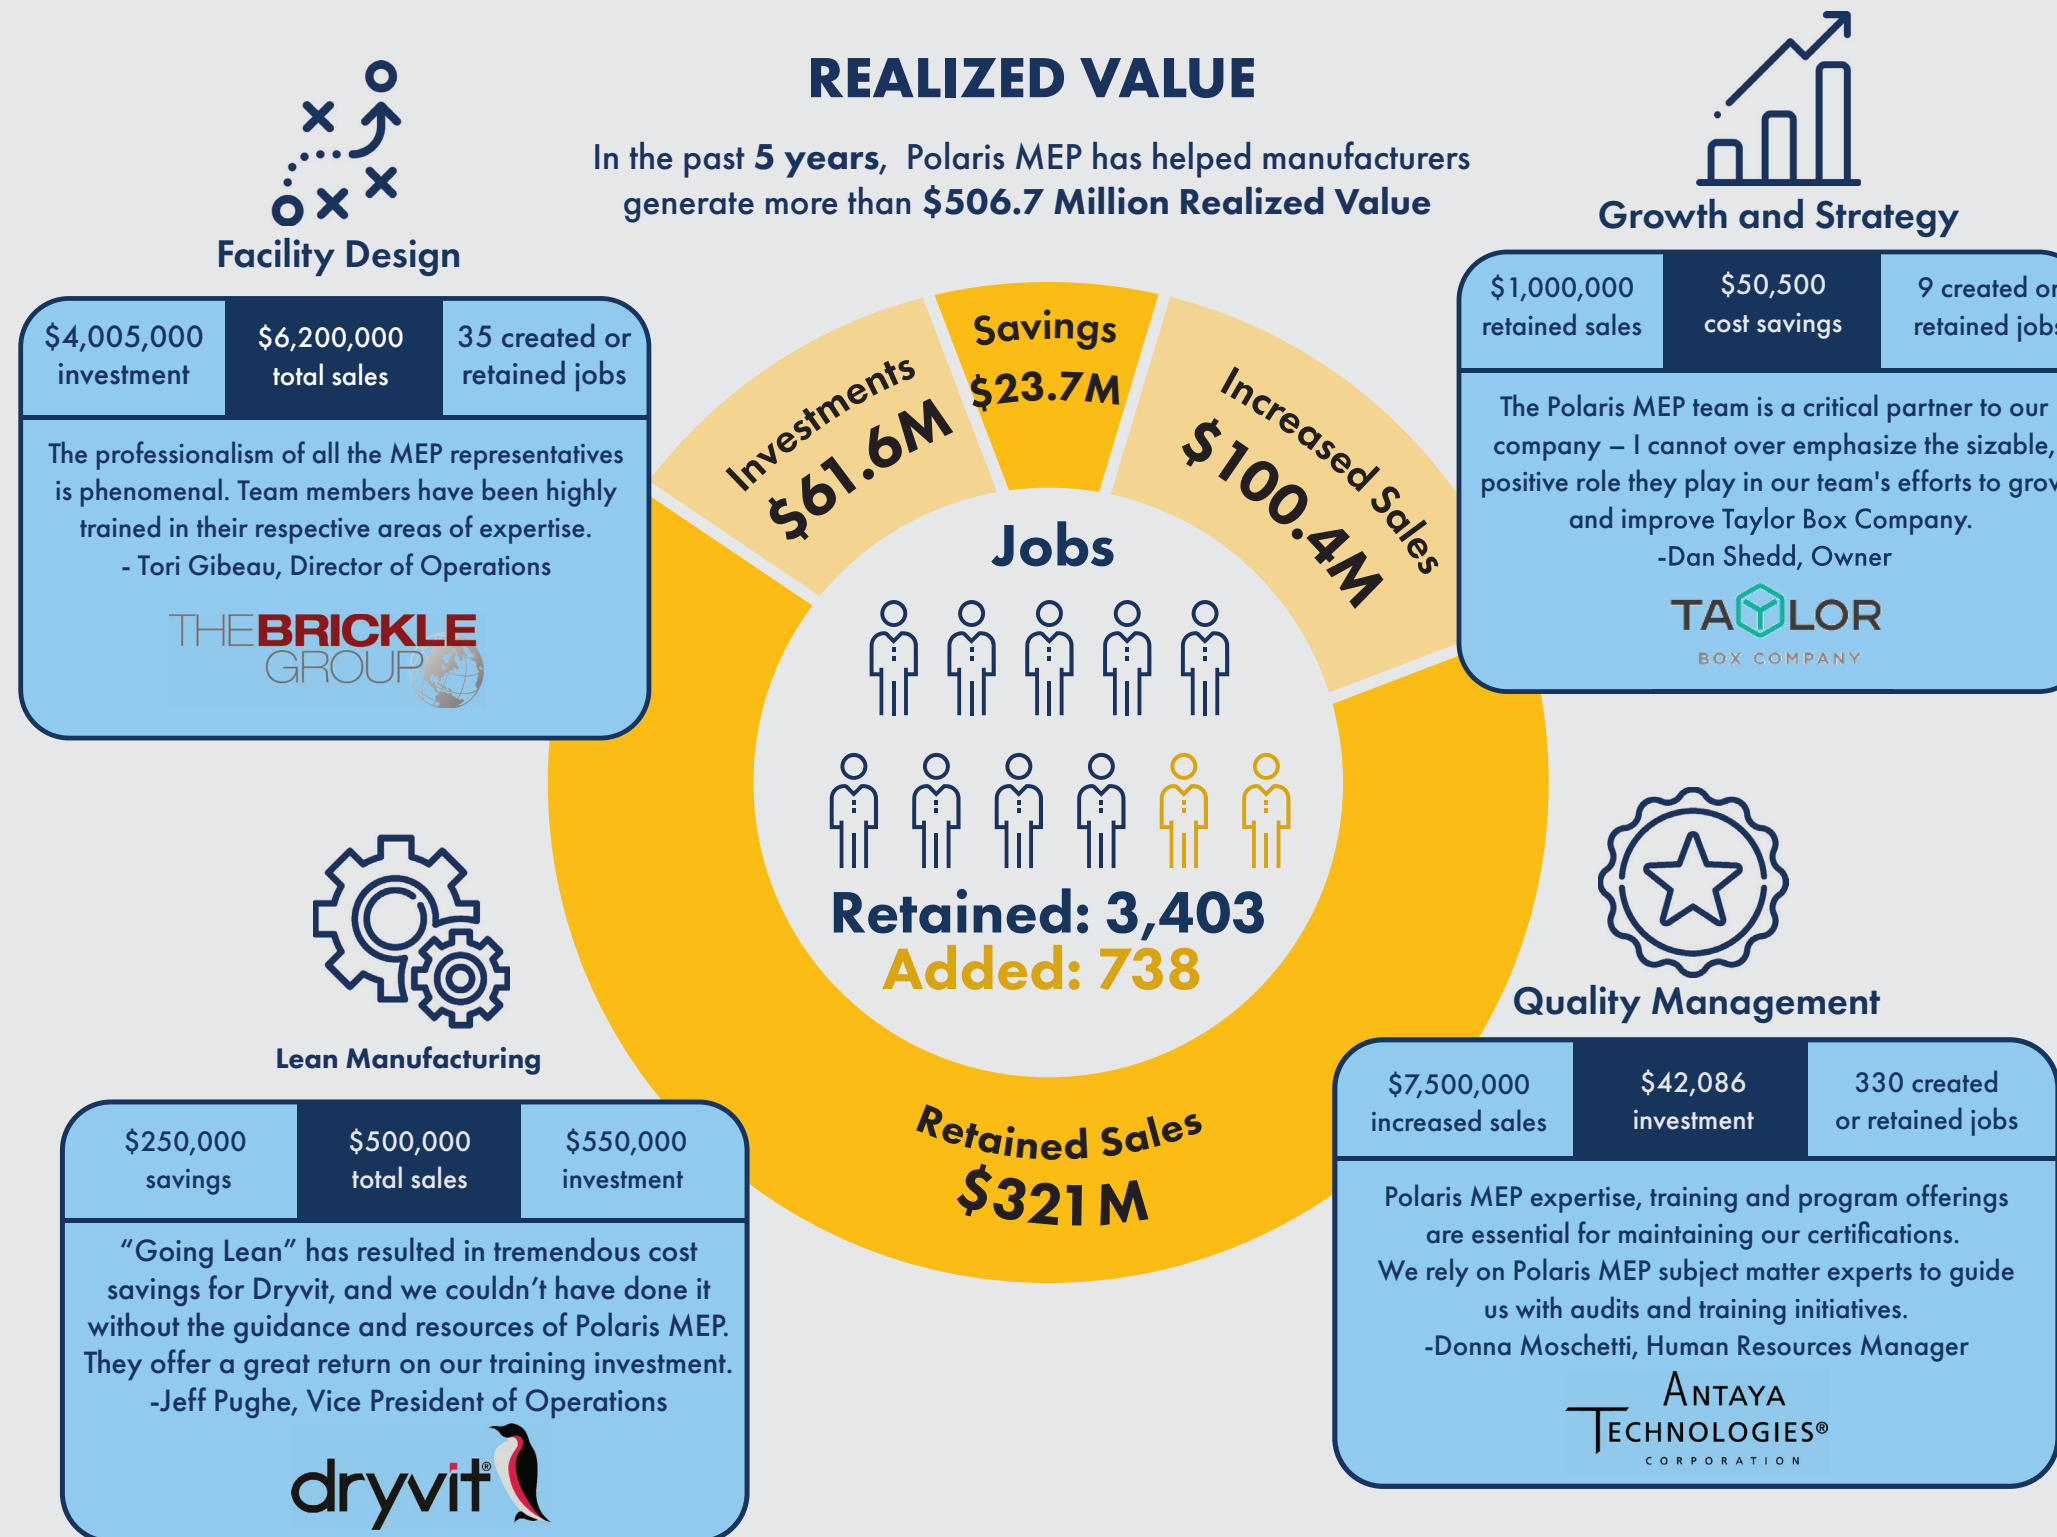 REALIZED VALUE
In the past 5 years, Polaris MEP has helped manufacturers
generate more than $506.7 Million Realized Value
Facility Design
$4,005,000
investment
$6,200,000
total sales
35 created or
retained jobs
The professionalism of all the MEP representatives
is phenomenal. Team members have been highly
trained in their respective areas of expertise.
- Tori Gibeau, Director of Operations
THE BRICKLE
GROUP
Growth and Strategy
$1,000,000
retained sales
$50,500
cost savings
9 created or
retained jobs
The Polaris MEP team is a critical partner to our
company – I cannot over emphasize the sizable,
positive role they play in our team's efforts to grow
and improve Taylor Box Company.
-Dan Shedd, Owner
TAYLOR
BOX COMPANY
Investments
$61.6M
Savings
$23.7M
Increased Sales
$100.4M
Jobs
Retained: 3,403
Added: 738
Retained Sales
$321M
Lean Manufacturing
$250,000
savings
$500,000
total sales
$550,000
investment
“Going Lean” has resulted in tremendous cost
savings for Dryvit, and we couldn’t have done it
without the guidance and resources of Polaris MEP.
They offer a great return on our training investment.
-Jeff Pughe, Vice President of Operations
dryvit®
Quality Management
$7,500,000
increased sales
$42,086
investment
330 created
or retained jobs
Polaris MEP expertise, training and program offerings
are essential for maintaining our certifications.
We rely on Polaris MEP subject matter experts to guide
us with audits and training initiatives.
-Donna Moschetti, Human Resources Manager
ANTAYA
TECHNOLOGIES®
CORPORATION